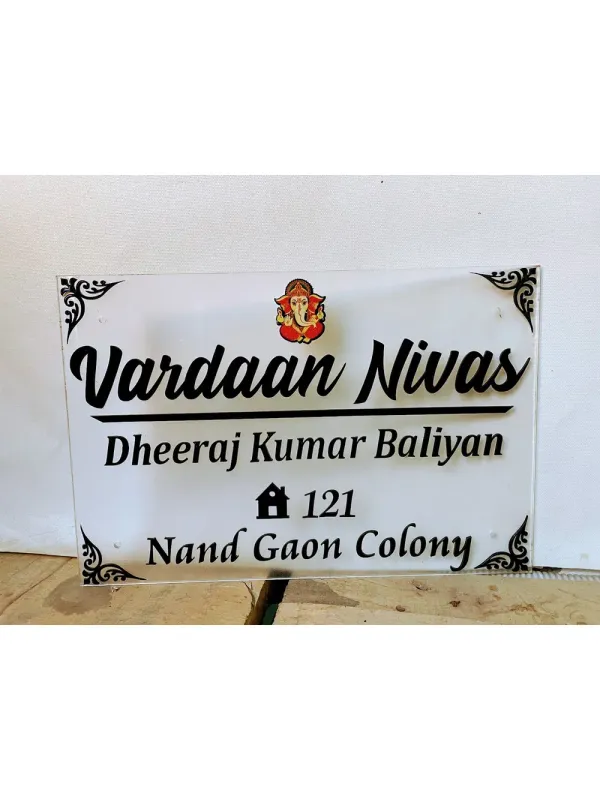 Vardaan Nivas
Dheeraj Kumar Baliyan
121
Nand Gaon Colony